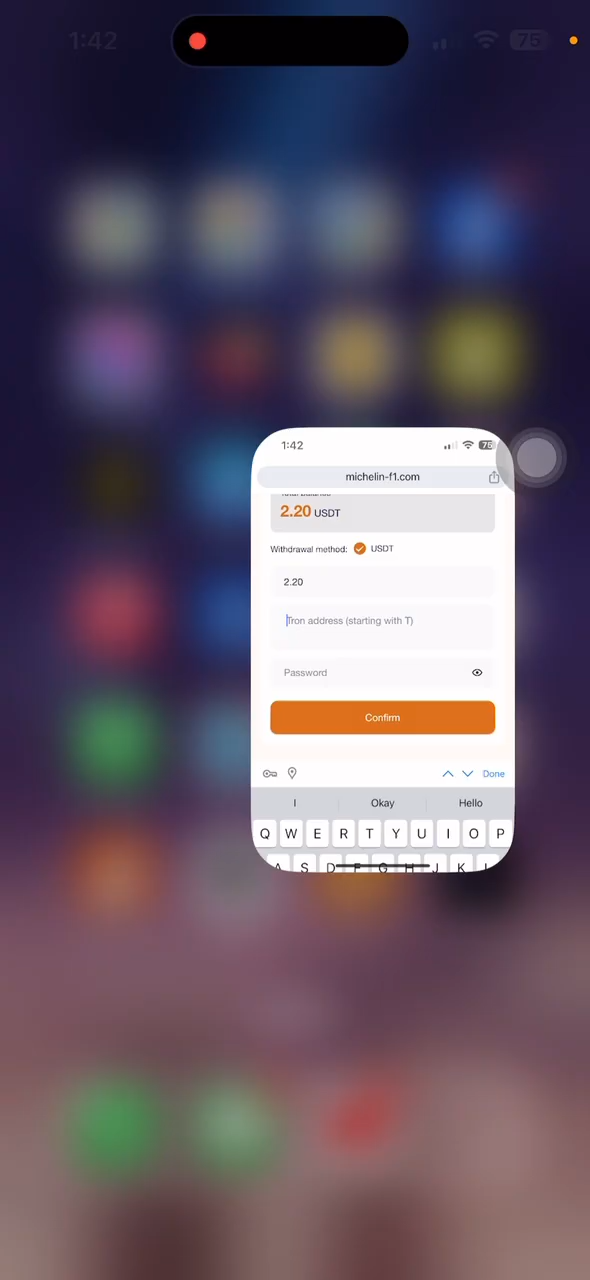 1:42
75
1:42
75
michelin-f1.com
2.20 USDT
Withdrawal method: USDT
2.20
Tron address (starting with T)
Password
Confirm
Done
I Okay Hello
Q W E R T Y U I O P
A S D F G H J K L